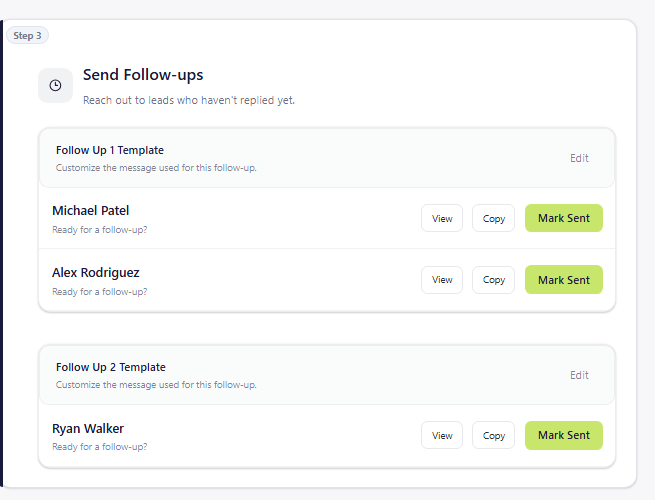 Step 3
Send Follow-ups
Reach out to leads who haven't replied yet.
Follow Up 1 Template
Customize the message used for this follow-up.
Edit
Michael Patel
Ready for a follow-up?
View
Copy
Mark Sent
Alex Rodriguez
Ready for a follow-up?
View
Copy
Mark Sent
Follow Up 2 Template
Customize the message used for this follow-up.
Edit
Ryan Walker
Ready for a follow-up?
View
Copy
Mark Sent